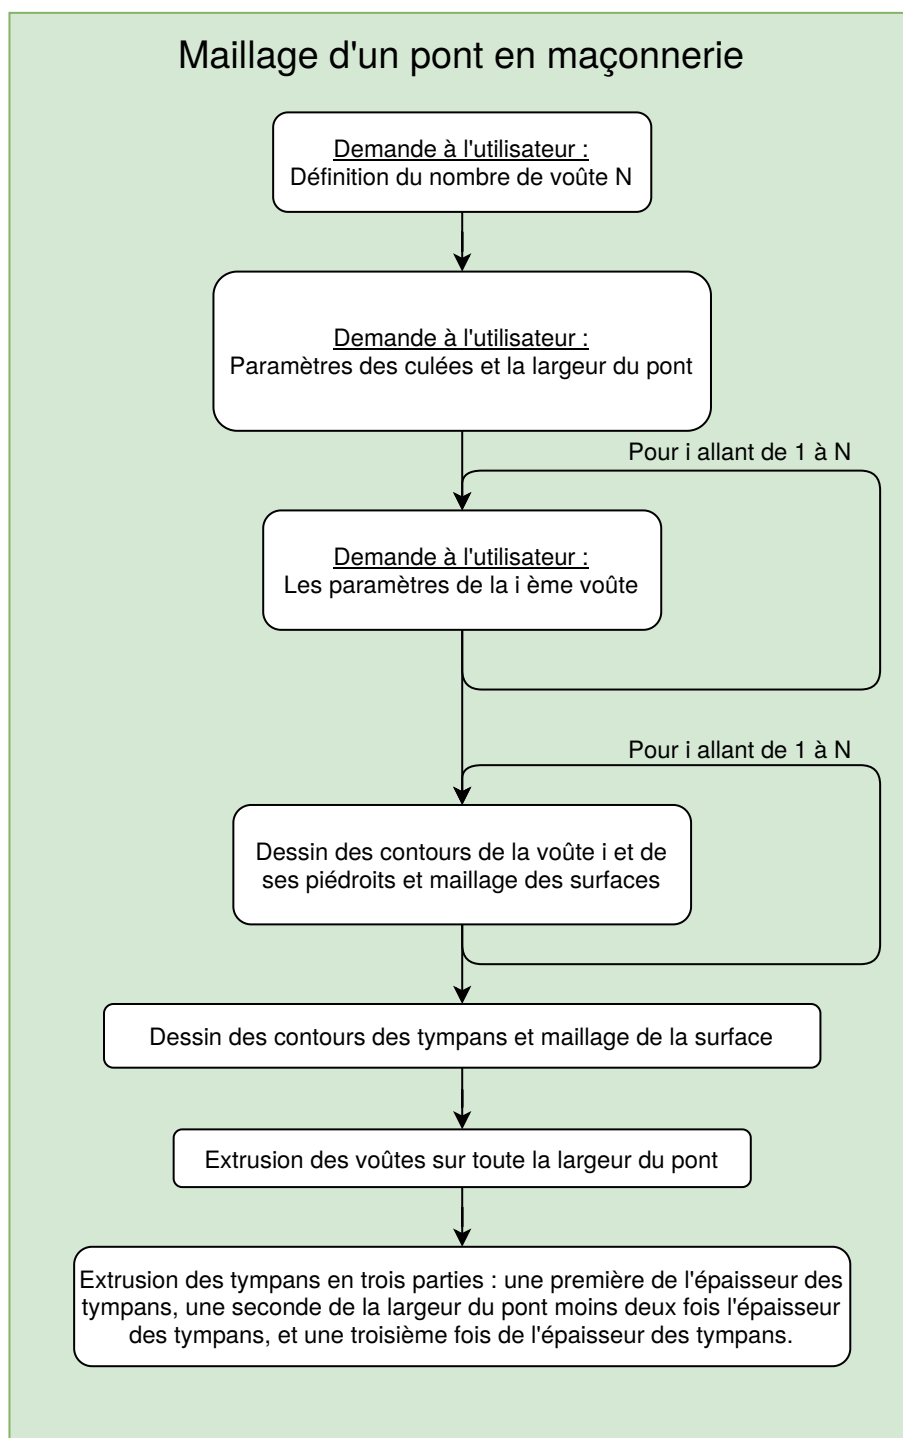 Maillage d'un pont en maçonnerie
Demande à l'utilisateur :
Définition du nombre de voûte N
Demande à l'utilisateur :
Paramètres des culées et la largeur du pont
Pour i allant de 1 à N
Demande à l'utilisateur :
Les paramètres de la i ème voûte
Pour i allant de 1 à N
Dessin des contours de la voûte i et de
ses piédroits et maillage des surfaces
Dessin des contours des tympans et maillage de la surface
Extrusion des voûtes sur toute la largeur du pont
Extrusion des tympans en trois parties : une première de l'épaisseur des
tympans, une seconde de la largeur du pont moins deux fois l'épaisseur
des tympans, et une troisième fois de l'épaisseur des tympans.